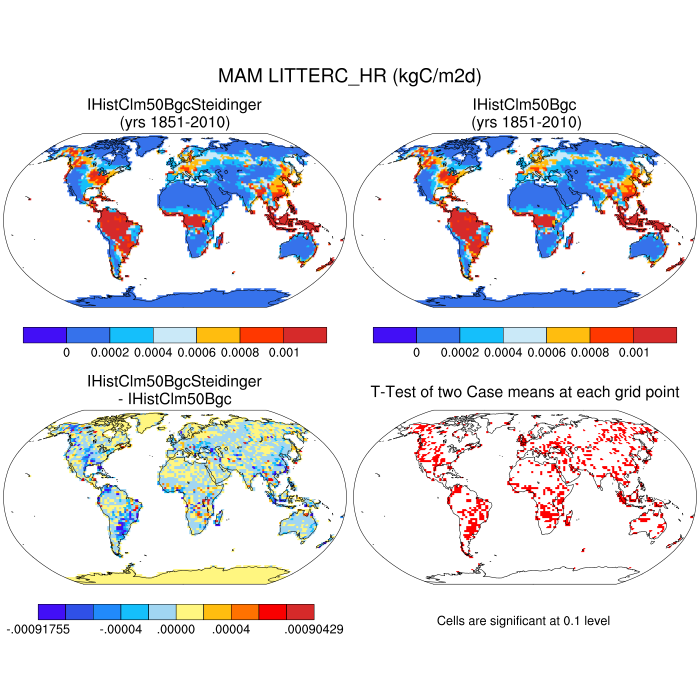 MAM LITTERC_HR (kgC/m2d)
IHistClm50BgcSteidinger
(yrs 1851-2010)
IHistClm50Bgc
(yrs 1851-2010)
0 0.0002 0.0004 0.0006 0.0008 0.001
0 0.0002 0.0004 0.0006 0.0008 0.001
IHistClm50BgcSteidinger
- IHistClm50Bgc
T-Test of two Case means at each grid point
-.00091755 -.00004 .00000 .00004 .00090429
Cells are significant at 0.1 level